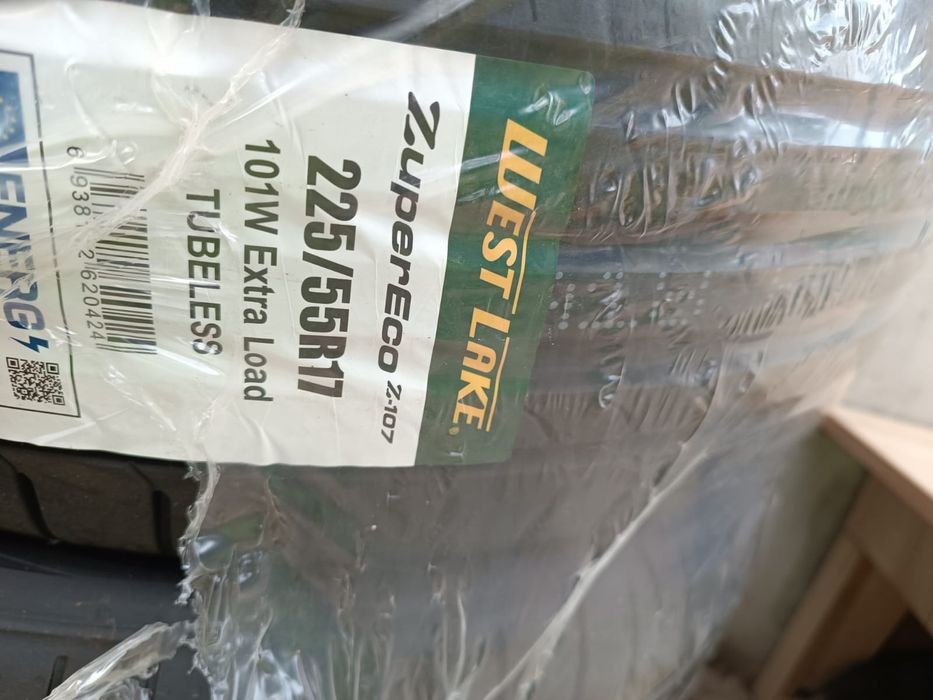 WEST LAKE
ZuperEco Z-107
225/55R17
101W Extra Load
TUBELESS